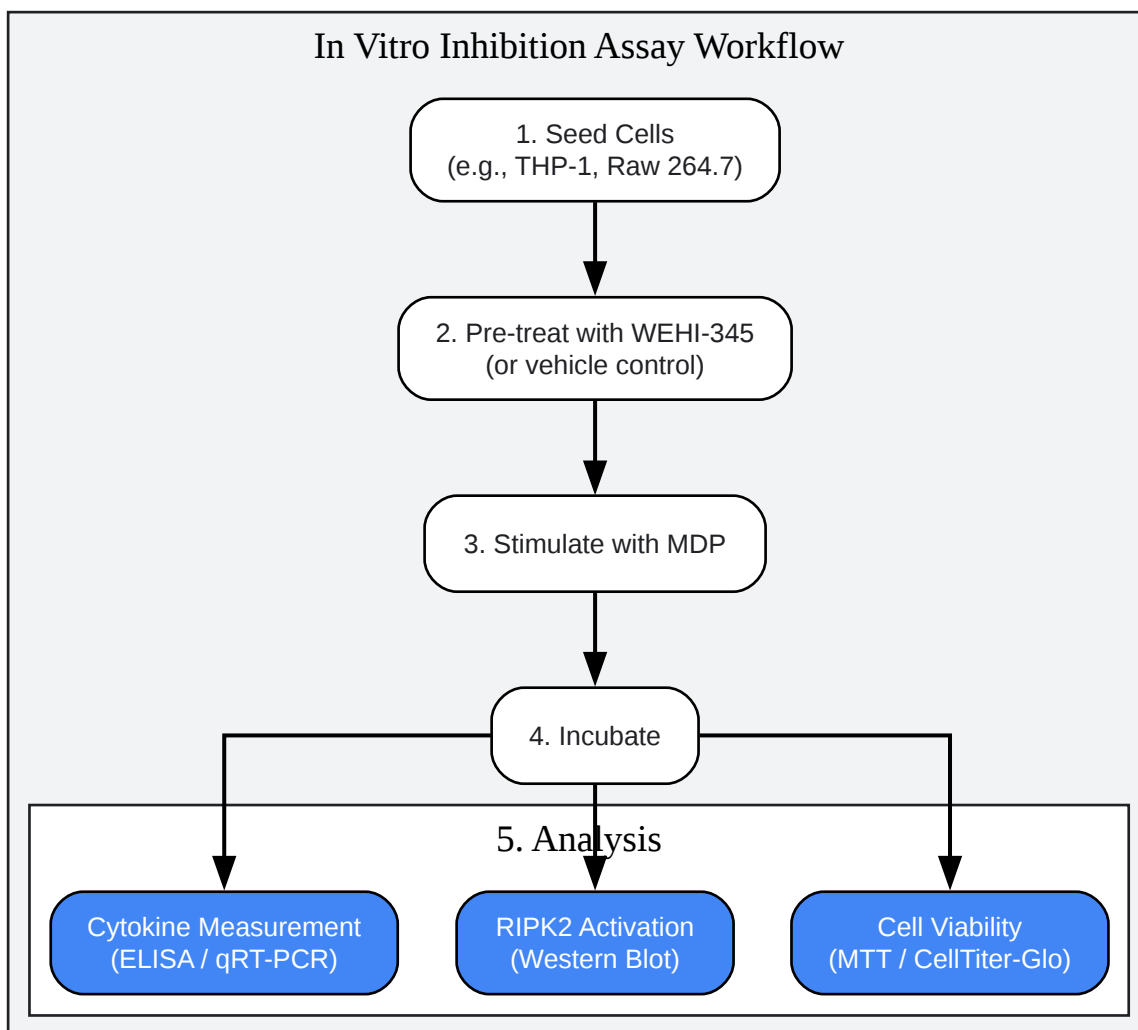 In Vitro Inhibition Assay Workflow
1. Seed Cells
(e.g., THP-1, Raw 264.7)
2. Pre-treat with WEHI-345
(or vehicle control)
3. Stimulate with MDP
4. Incubate
5. Analysis
Cytokine Measurement
(ELISA / qRT-PCR)
RIPK2 Activation
(Western Blot)
Cell Viability
(MTT / CellTiter-Glo)